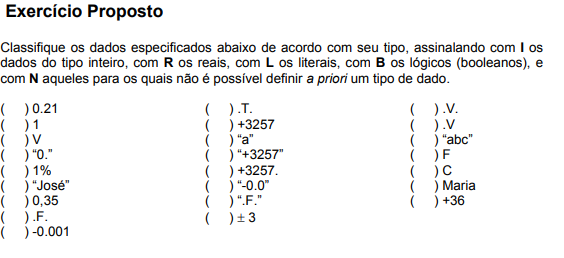 Exercício Proposto
Classifique os dados especificados abaixo de acordo com seu tipo, assinalando com I os
dados do tipo inteiro, com R os reais, com L os literais, com B os lógicos (booleanos), e
com N aqueles para os quais não é possível definir a priori um tipo de dado.
( ) 0.21
( ) 1
( ) V
( ) “0.”
( ) 1%
( ) “José”
( ) 0,35
( ) .F.
( ) -0.001
( ) .T.
( ) +3257
( ) “a”
( ) “+3257”
( ) +3257.
( ) “-0.0”
( ) “.F.”
( ) ± 3
( ) .V.
( ) .V
( ) “abc”
( ) F
( ) C
( ) Maria
( ) +36